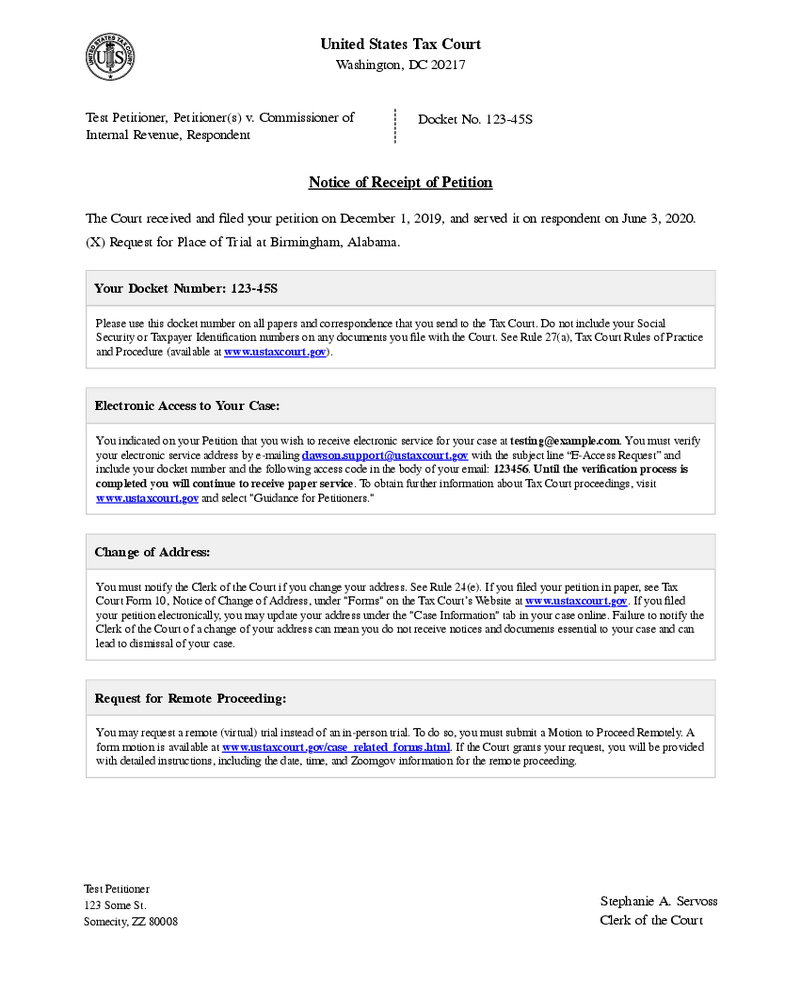 UNITED STATES TAX COURT
US
United States Tax Court
Washington, DC 20217
Test Petitioner, Petitioner(s) v. Commissioner of
Internal Revenue, Respondent
Docket No. 123-45S
Notice of Receipt of Petition
The Court received and filed your petition on December 1, 2019, and served it on respondent on June 3, 2020.
(X) Request for Place of Trial at Birmingham, Alabama.
Your Docket Number: 123-45S
Please use this docket number on all papers and correspondence that you send to the Tax Court. Do not include your Social
Security or Taxpayer Identification numbers on any documents you file with the Court. See Rule 27(a), Tax Court Rules of Practice
and Procedure (available at www.ustaxcourt.gov).
Electronic Access to Your Case:
You indicated on your Petition that you wish to receive electronic service for your case at testing@example.com. You must verify
your electronic service address by e-mailing dawson.support@ustaxcourt.gov with the subject line “E-Access Request” and
include your docket number and the following access code in the body of your email: 123456. Until the verification process is
completed you will continue to receive paper service. To obtain further information about Tax Court proceedings, visit
www.ustaxcourt.gov and select "Guidance for Petitioners."
Change of Address:
You must notify the Clerk of the Court if you change your address. See Rule 24(e). If you filed your petition in paper, see Tax
Court Form 10, Notice of Change of Address, under "Forms" on the Tax Court's Website at www.ustaxcourt.gov. If you filed
your petition electronically, you may update your address under the "Case Information" tab in your case online. Failure to notify the
Clerk of the Court of a change of your address can mean you do not receive notices and documents essential to your case and can
lead to dismissal of your case.
Request for Remote Proceeding:
You may request a remote (virtual) trial instead of an in-person trial. To do so, you must submit a Motion to Proceed Remotely. A
form motion is available at www.ustaxcourt.gov/case_related_forms.html. If the Court grants your request, you will be provided
with detailed instructions, including the date, time, and Zoomgov information for the remote proceeding.
Test Petitioner
123 Some St.
Somecity, ZZ 80008
Stephanie A. Servoss
Clerk of the Court